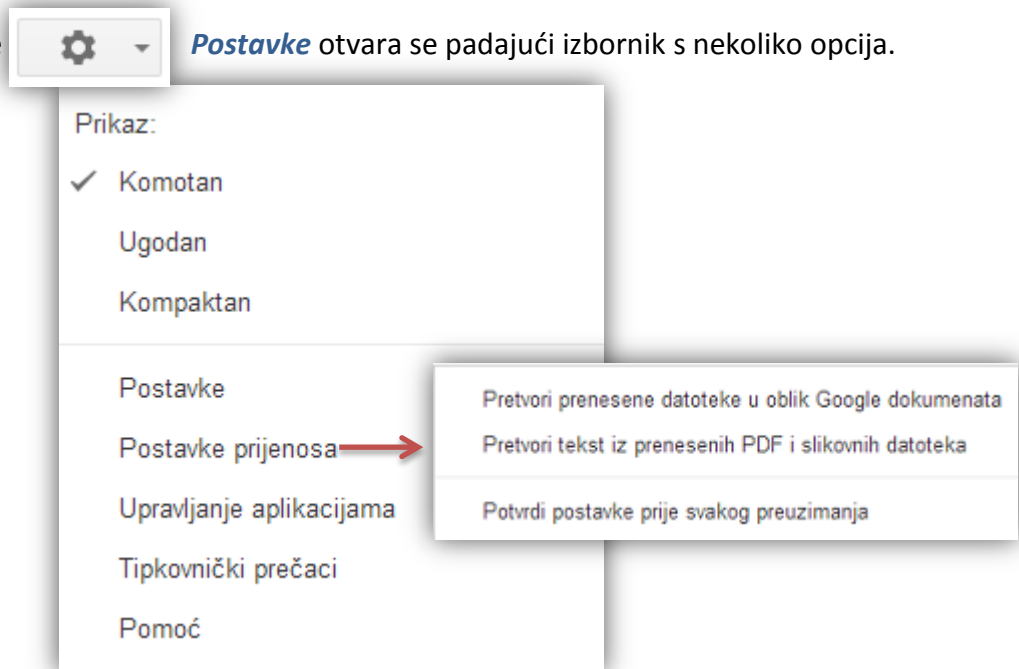 Postavke otvara se padajući izbornik s nekoliko opcija.
Prikaz:
Komotan
Ugodan
Kompaktan
Postavke
Postavke prijenosa
Upravljanje aplikacijama
Tipkovnički prečaci
Pomoć
Pretvori prenesene datoteke u oblik Google dokumenata
Pretvori tekst iz prenesenih PDF i slikovnih datoteka
Potvrdi postavke prije svakog preuzimanja